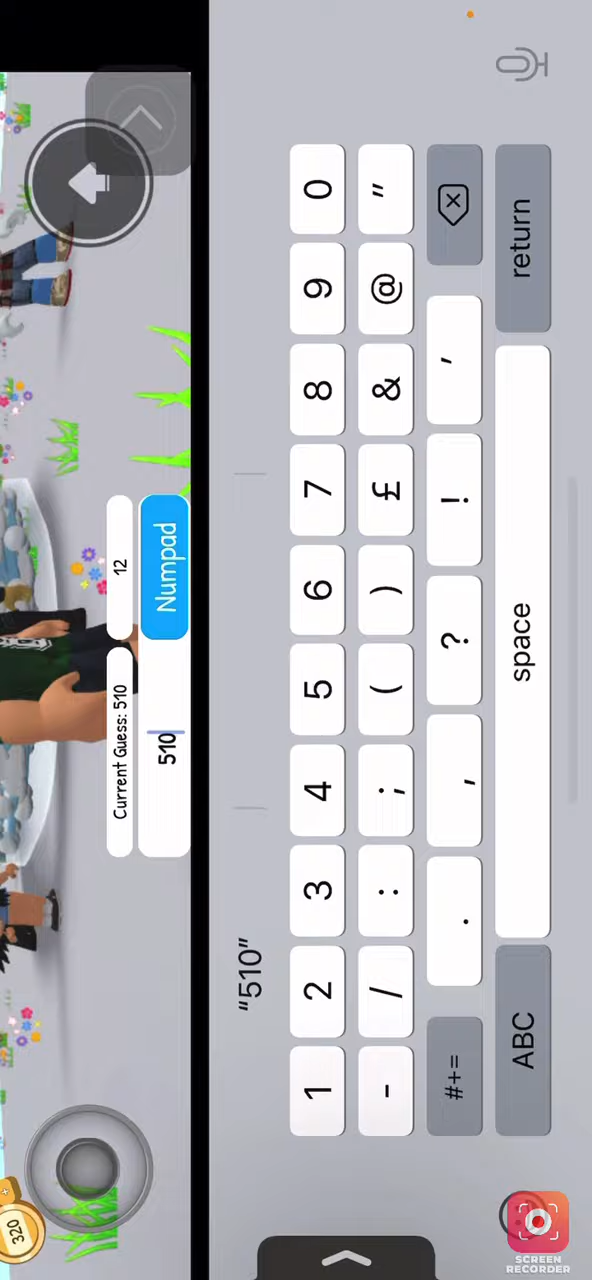 320
Current Guess: 510
12
510
Numpad
"510"
1 2 3 4 5 6 7 8 9 0
- / : ; ( ) £ & @ "
#+= . , ? ! '
ABC space return
SCREEN
RECORDER